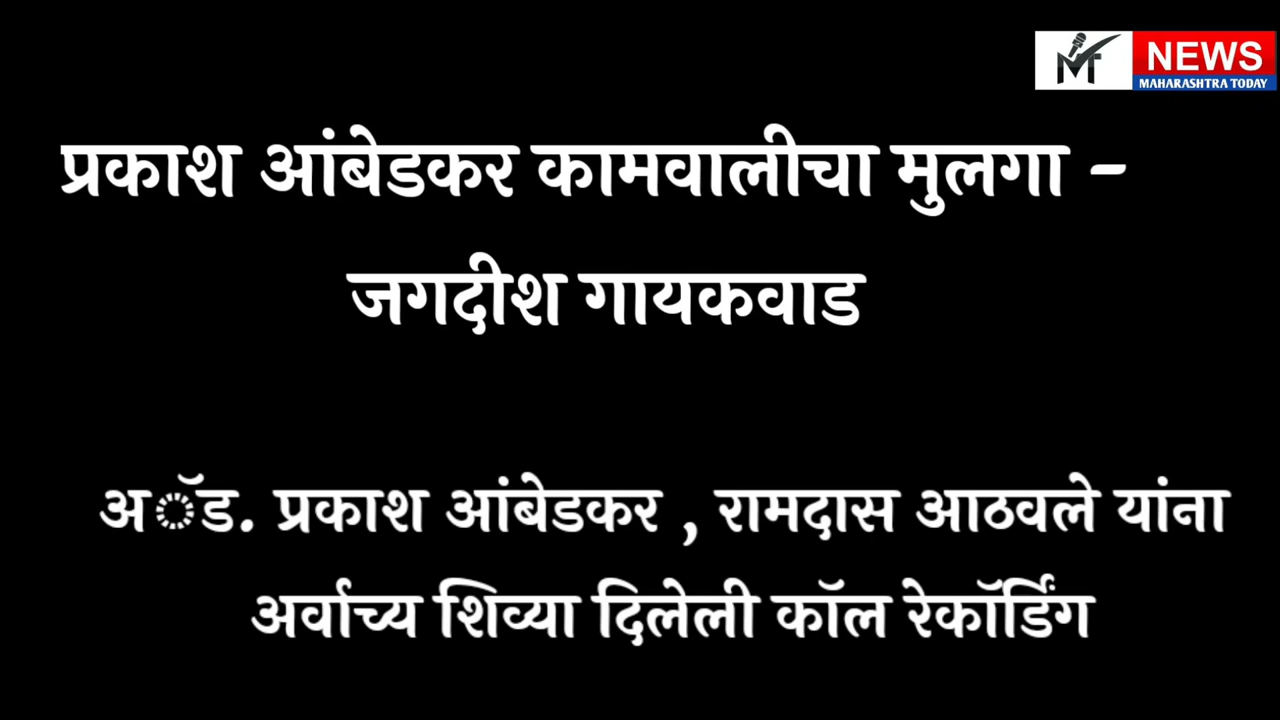 NEWS
MAHARASHTRA TODAY
प्रकाश आंबेडकर कामवालीचा मुलगा -
जगदीश गायकवाड
अॅड. प्रकाश आंबेडकर , रामदास आठवले यांना
अर्वाच्य शिव्या दिलेली कॉल रेकॉर्डिंग